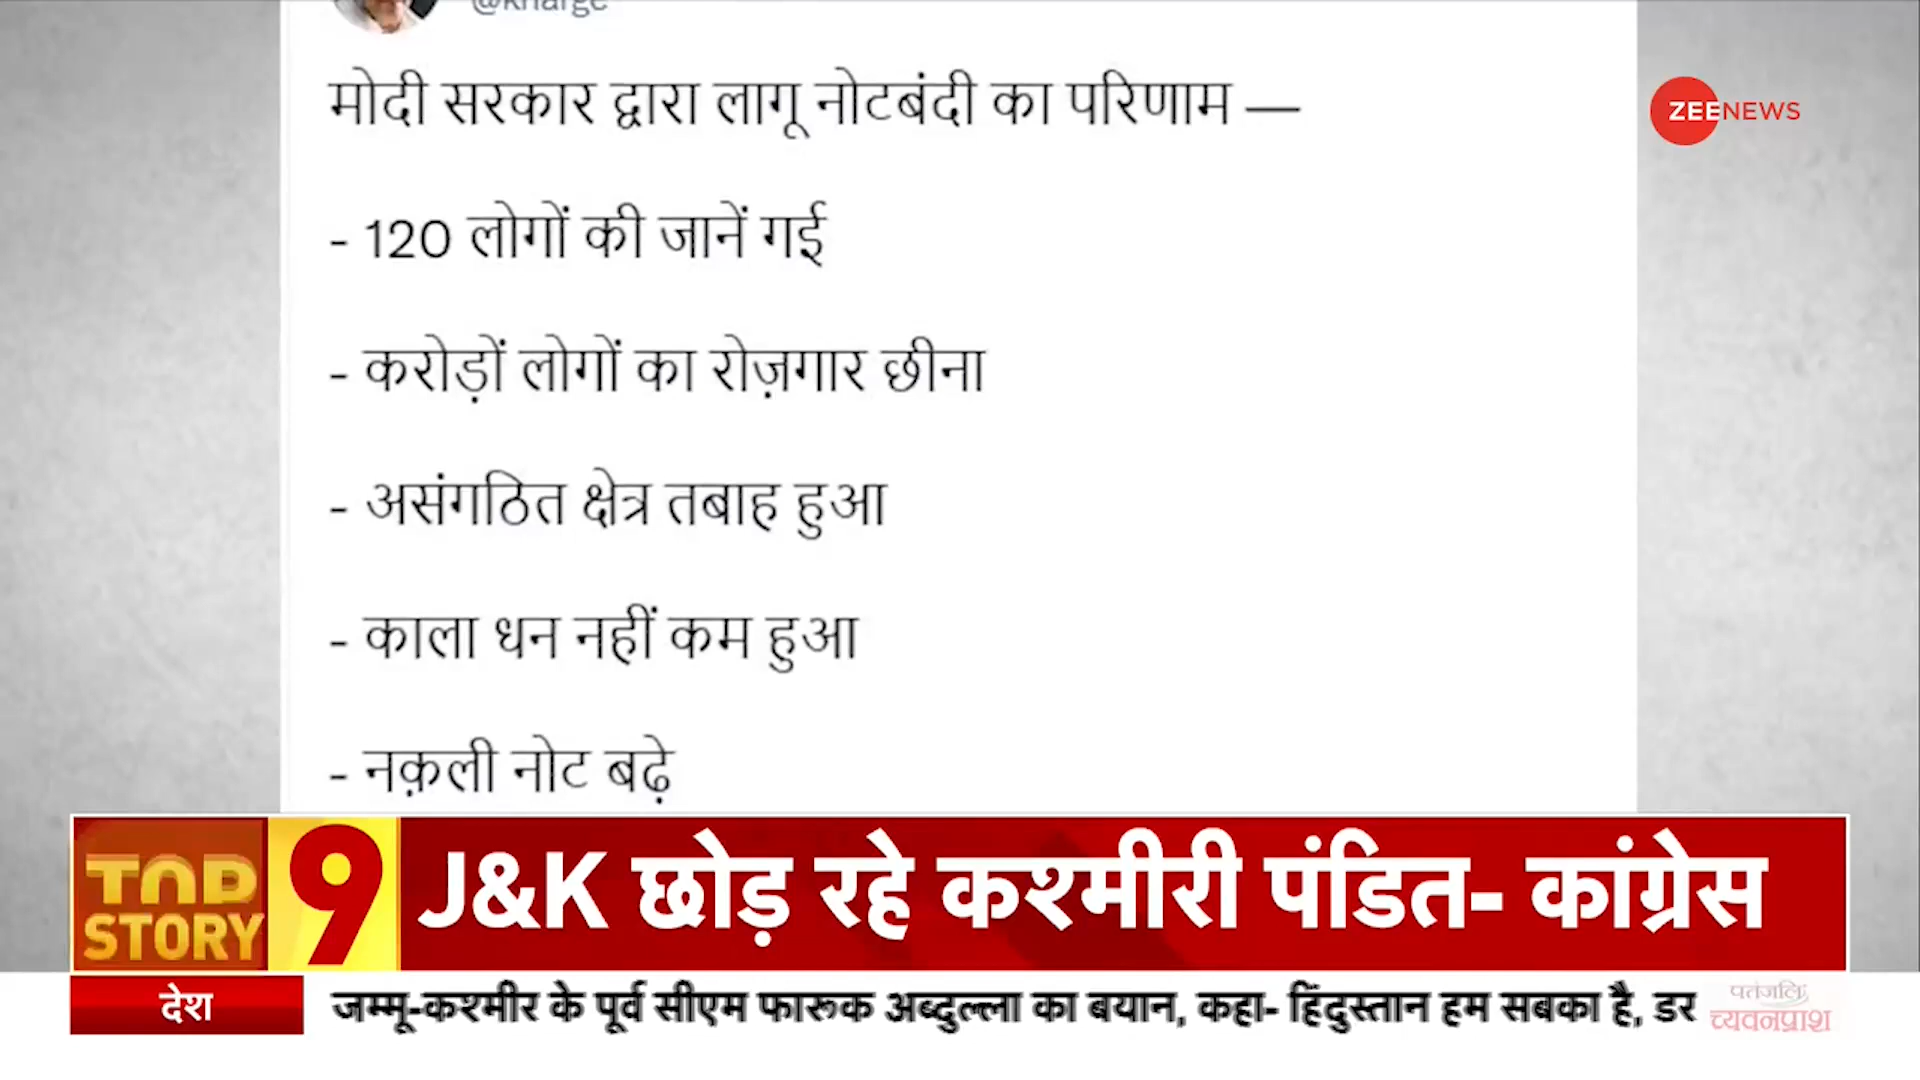 @kharge
मोदी सरकार द्वारा लागू नोटबंदी का परिणाम —
ZEE NEWS
- 120 लोगों की जानें गई
- करोड़ों लोगों का रोज़गार छीना
- असंगठित क्षेत्र तबाह हुआ
- काला धन नहीं कम हुआ
- नक़ली नोट बढ़े
TOP STORY 9
J&K छोड़ रहे कश्मीरी पंडित- कांग्रेस
देश
जम्मू-कश्मीर के पूर्व सीएम फारूक अब्दुल्ला का बयान, कहा- हिंदुस्तान हम सबका है, डर
पतंजलि
च्यवनप्राश